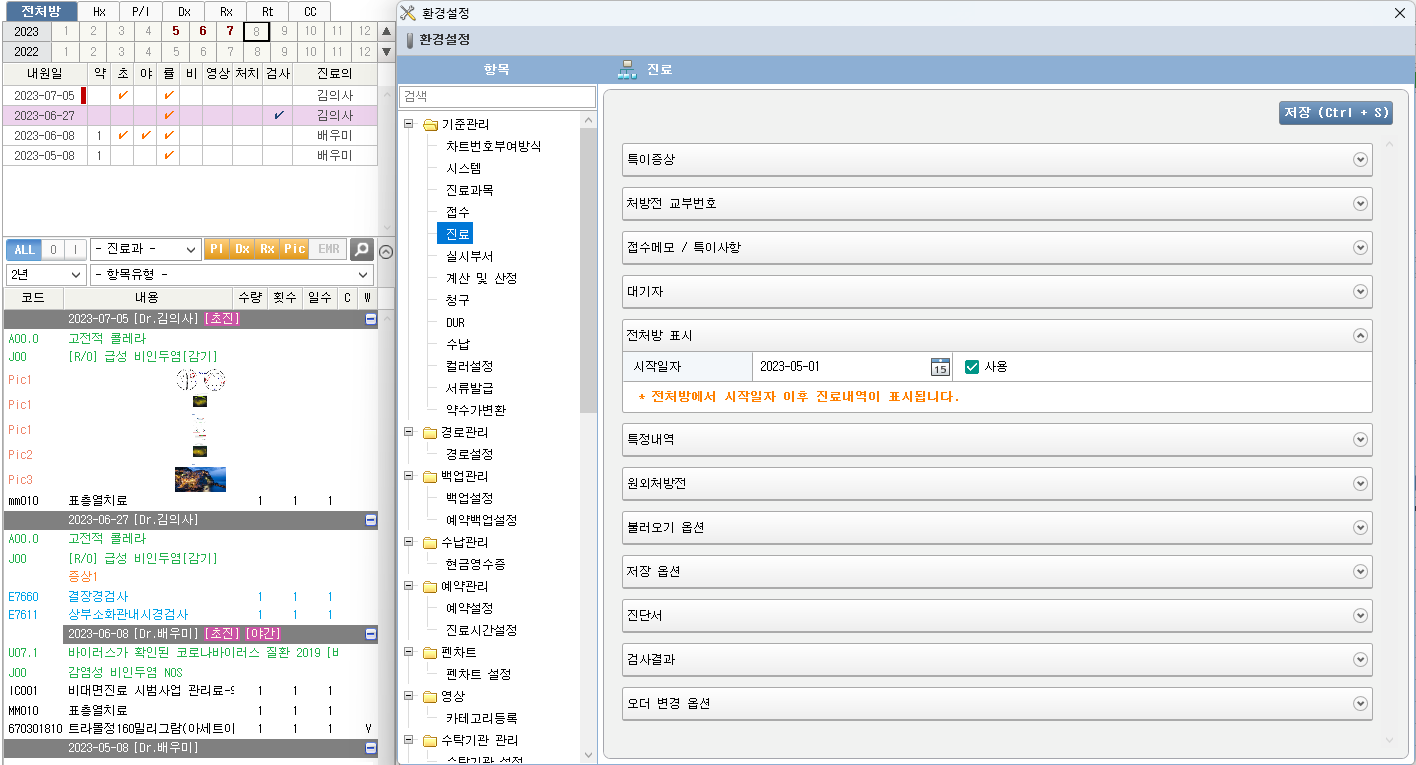 전처방 Hx P/I Dx Rx Rt CC
2023 1 2 3 4 5 6 7 8 9 10 11 12
2022 1 2 3 4 5 6 7 8 9 10 11 12
내원일 약 초 야 률 비 영상 처치 검사 진료의
2023-07-05 김의사
2023-06-27 김의사
2023-06-08 1 배우미
2023-05-08 1 배우미
ALL O I - 진료과 - PI Dx Rx Pic EMR
2년 - 항목유형 -
코드 내용 수량 횟수 일수 C W
2023-07-05 [Dr.김의사] [초진]
A00.0 고전적 콜레라
J00 [R/O] 급성 비인두염[감기]
Pic1
Pic1
Pic1
Pic2
Pic3
mm010 표층열치료 1 1 1
2023-06-27 [Dr.김의사]
A00.0 고전적 콜레라
J00 [R/O] 급성 비인두염[감기]
증상1
E7660 결장경검사 1 1 1
E7611 상부소화관내시경검사 1 1 1
2023-06-08 [Dr.배우미] [초진] [야간]
U07.1 바이러스가 확인된 코로나바이러스 질환 2019 [
J00 감염성 비인두염 NOS
IC001 비대면진료 시범사업 관리료- 1 1 1
MM010 표층열치료 1 1 1
670301810 트라몰정160밀리그람(아세트아 1 1 1 Y
2023-05-08 [Dr.배우미]
환경설정
환경설정
항목
검색
기준관리
차트번호부여방식
시스템
진료과목
접수
진료
실시부서
계산 및 산정
청구
DUR
수납
컬러설정
서류발급
약수가변환
경로관리
경로설정
백업관리
백업설정
예약백업설정
수납관리
현금영수증
예약관리
예약설정
진료시간설정
펜차트
펜차트 설정
영상
카테고리등록
수탁기관 관리
수탁기관 설정
진료
저장 (Ctrl + S)
특이증상
처방전 교부번호
접수메모 / 특이사항
대기자
전처방 표시
시작일자 2023-05-01 15 사용
* 전처방에서 시작일자 이후 진료내역이 표시됩니다.
특정내역
원외처방전
불러오기 옵션
저장 옵션
진단서
검사결과
오더 변경 옵션